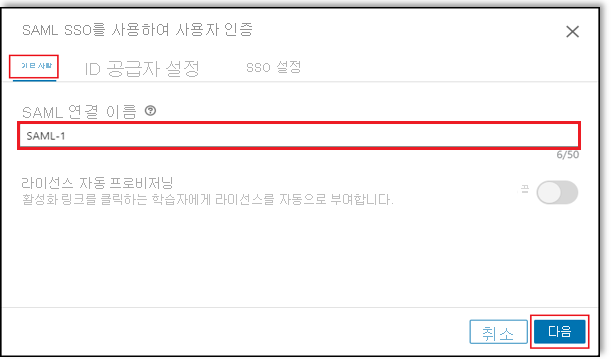 SAML SSO를 사용하여 사용자 인증
기본 사항 ID 공급자 설정 SSO 설정
SAML 연결 이름
SAML-1
6/50
라이선스 자동 프로비저닝
끔
활성화 링크를 클릭하는 학습자에게 라이선스를 자동으로 부여합니다.
취소 다음